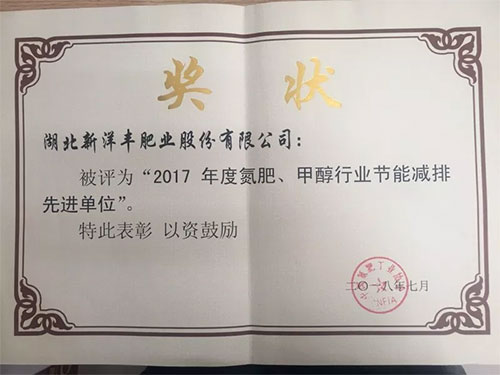 奖状
湖北新洋丰肥业股份有限公司：
被评为“2017 年度氮肥、甲醇行业节能减排
先进单位”。
特此表彰 以资鼓励
二〇一八年七月